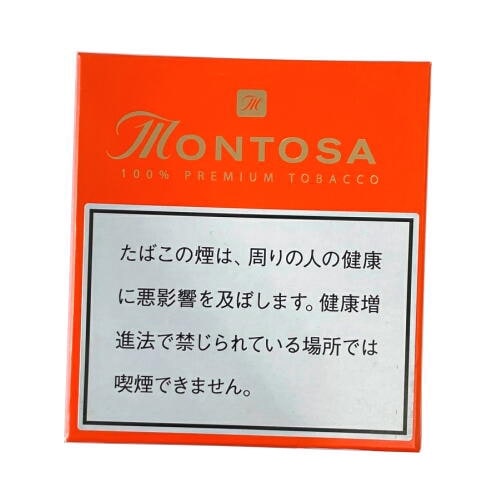 M
MONTOSA
100% PREMIUM TOBACCO
たばこの煙は、周りの人の健康
に悪影響を及ぼします。健康増
進法で禁じられている場所では
喫煙できません。